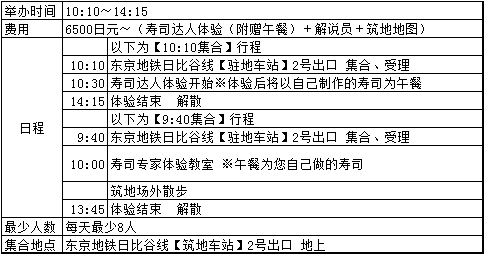 举办时间 10:10～14:15
费用 6500日元～（寿司达人体验（附赠午餐）＋解说员＋筑地地图）
日程
以下为【10:10集合】行程
10:10 东京地铁日比谷线【驻地车站】2号出口 集合、受理
10:30 寿司达人体验开始※体验后将以自己制作的寿司为午餐
14:15 体验结束 解散
以下为【9:40集合】行程
9:40 东京地铁日比谷线【驻地车站】2号出口 集合、受理
10:00 寿司专家体验教室 ※午餐为您自己做的寿司
筑地场外散步
13:45 体验结束 解散
最少人数 每天最少8人
集合地点 东京地铁日比谷线【筑地车站】2号出口 地上